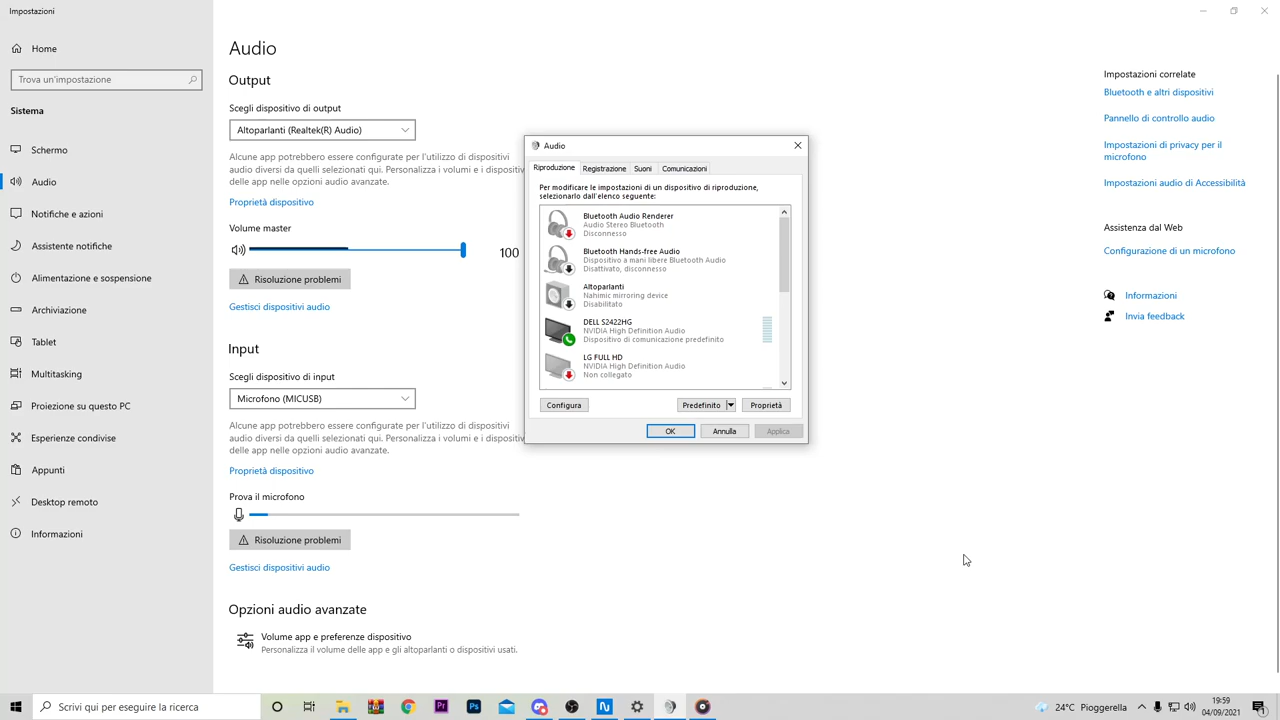 Impostazioni
Home
Trova un'impostazione
Sistema
Schermo
Audio
Notifiche e azioni
Assistente notifiche
Alimentazione e sospensione
Archiviazione
Tablet
Multitasking
Proiezione su questo PC
Esperienze condivise
Appunti
Desktop remoto
Informazioni
Audio
Output
Scegli dispositivo di output
Altoparlanti (Realtek(R) Audio)
Alcune app potrebbero essere configurate per l'utilizzo di dispositivi
audio diversi da quelli selezionati qui. Personalizza i volumi e i dispositiv
delle app nelle opzioni audio avanzate.
Proprietà dispositivo
Volume master
100
Risoluzione problemi
Gestisci dispositivi audio
Input
Scegli dispositivo di input
Microfono (MICUSB)
Alcune app potrebbero essere configurate per l'utilizzo di dispositivi
audio diversi da quelli selezionati qui. Personalizza i volumi e i dispositiv
delle app nelle opzioni audio avanzate.
Proprietà dispositivo
Prova il microfono
Risoluzione problemi
Gestisci dispositivi audio
Opzioni audio avanzate
Volume app e preferenze dispositivo
Personalizza il volume delle app e gli altoparlanti o dispositivi usati.
Audio
Riproduzione Registrazione Suoni Comunicazioni
Per modificare le impostazioni di un dispositivo di riproduzione,
selezionarlo dall'elenco seguente:
Bluetooth Audio Renderer
Audio Stereo Bluetooth
Disconnesso
Bluetooth Hands-free Audio
Dispositivo a mani libere Bluetooth Audio
Disattivato, disconnesso
Altoparlanti
Nahimic mirroring device
Disabilitato
DELL S2422HG
NVIDIA High Definition Audio
Dispositivo di comunicazione predefinito
LG FULL HD
NVIDIA High Definition Audio
Non collegato
Configura Predefinito Proprietà
OK Annulla Applica
Impostazioni correlate
Bluetooth e altri dispositivi
Pannello di controllo audio
Impostazioni di privacy per il
microfono
Impostazioni audio di Accessibilità
Assistenza dal Web
Configurazione di un microfono
Informazioni
Invia feedback
Scrivi qui per eseguire la ricerca
Pr
Ps
24°C Pioggerella
19:59
04/09/2021
1